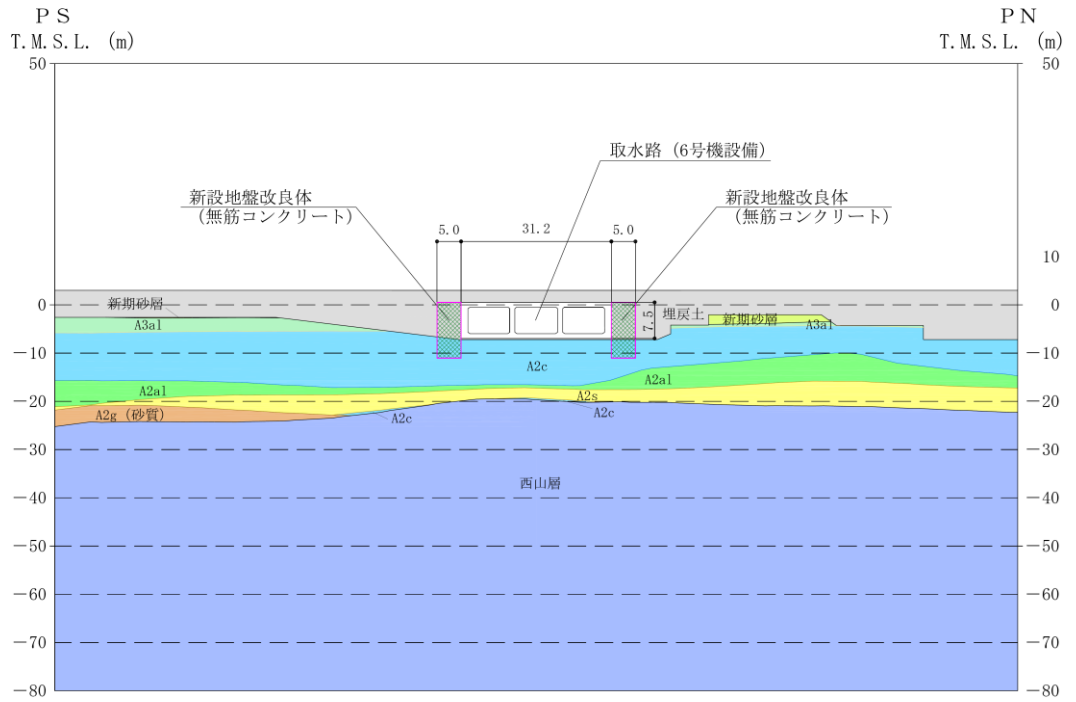 ＰＳ
T.M.S.L. (m)
ＰＮ
T.M.S.L. (m)
50
50
取水路（6号機設備）
新設地盤改良体
（無筋コンクリート）
新設地盤改良体
（無筋コンクリート）
5.0
31.2
5.0
10
新期砂層
0
0
7.5
埋戻土
新期砂層
A3a1
A3a1
−10
−10
A2c
A2a1
A2a1
A2s
−20
−20
A2g（砂質）
A2c
A2c
−30
−30
西山層
−40
−40
−50
−50
−60
−60
−70
−70
−80
−80